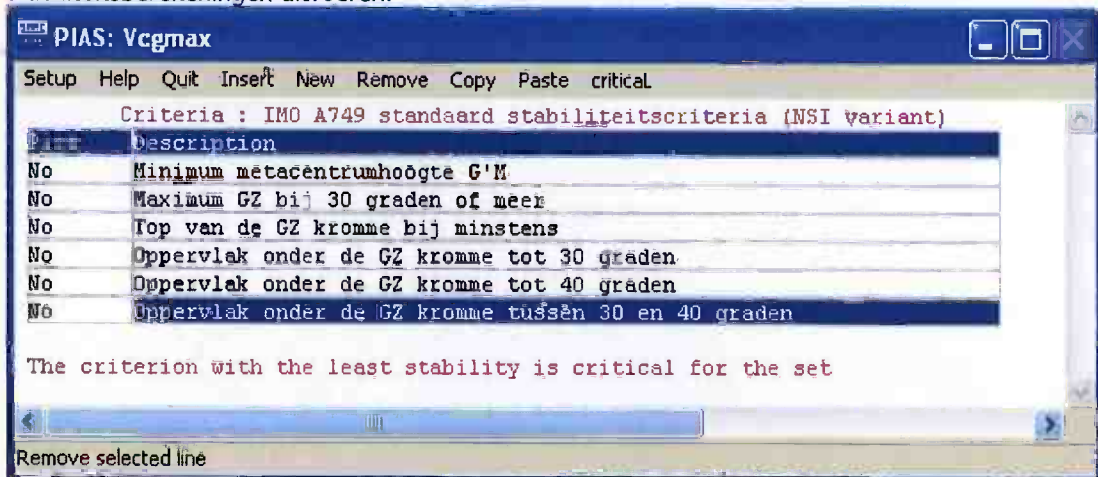 PIAS: Vcgmax
Setup Help Quit Insert New Remove Copy Paste critical
Criteria : IMO A749 standaard stabiliteitscriteria (NSI variant)
Description
No Minimum metacentrumhoogte G'M
No Maximum GZ bij 30 graden of meer
No Top van de GZ kromme bij minstens
No Oppervlak onder de GZ kromme tot 30 graden
No Oppervlak onder de GZ kromme tot 40 graden
No Oppervlak onder de GZ kromme tussen 30 en 40 graden
The criterion with the least stability is critical for the set
Remove selected line